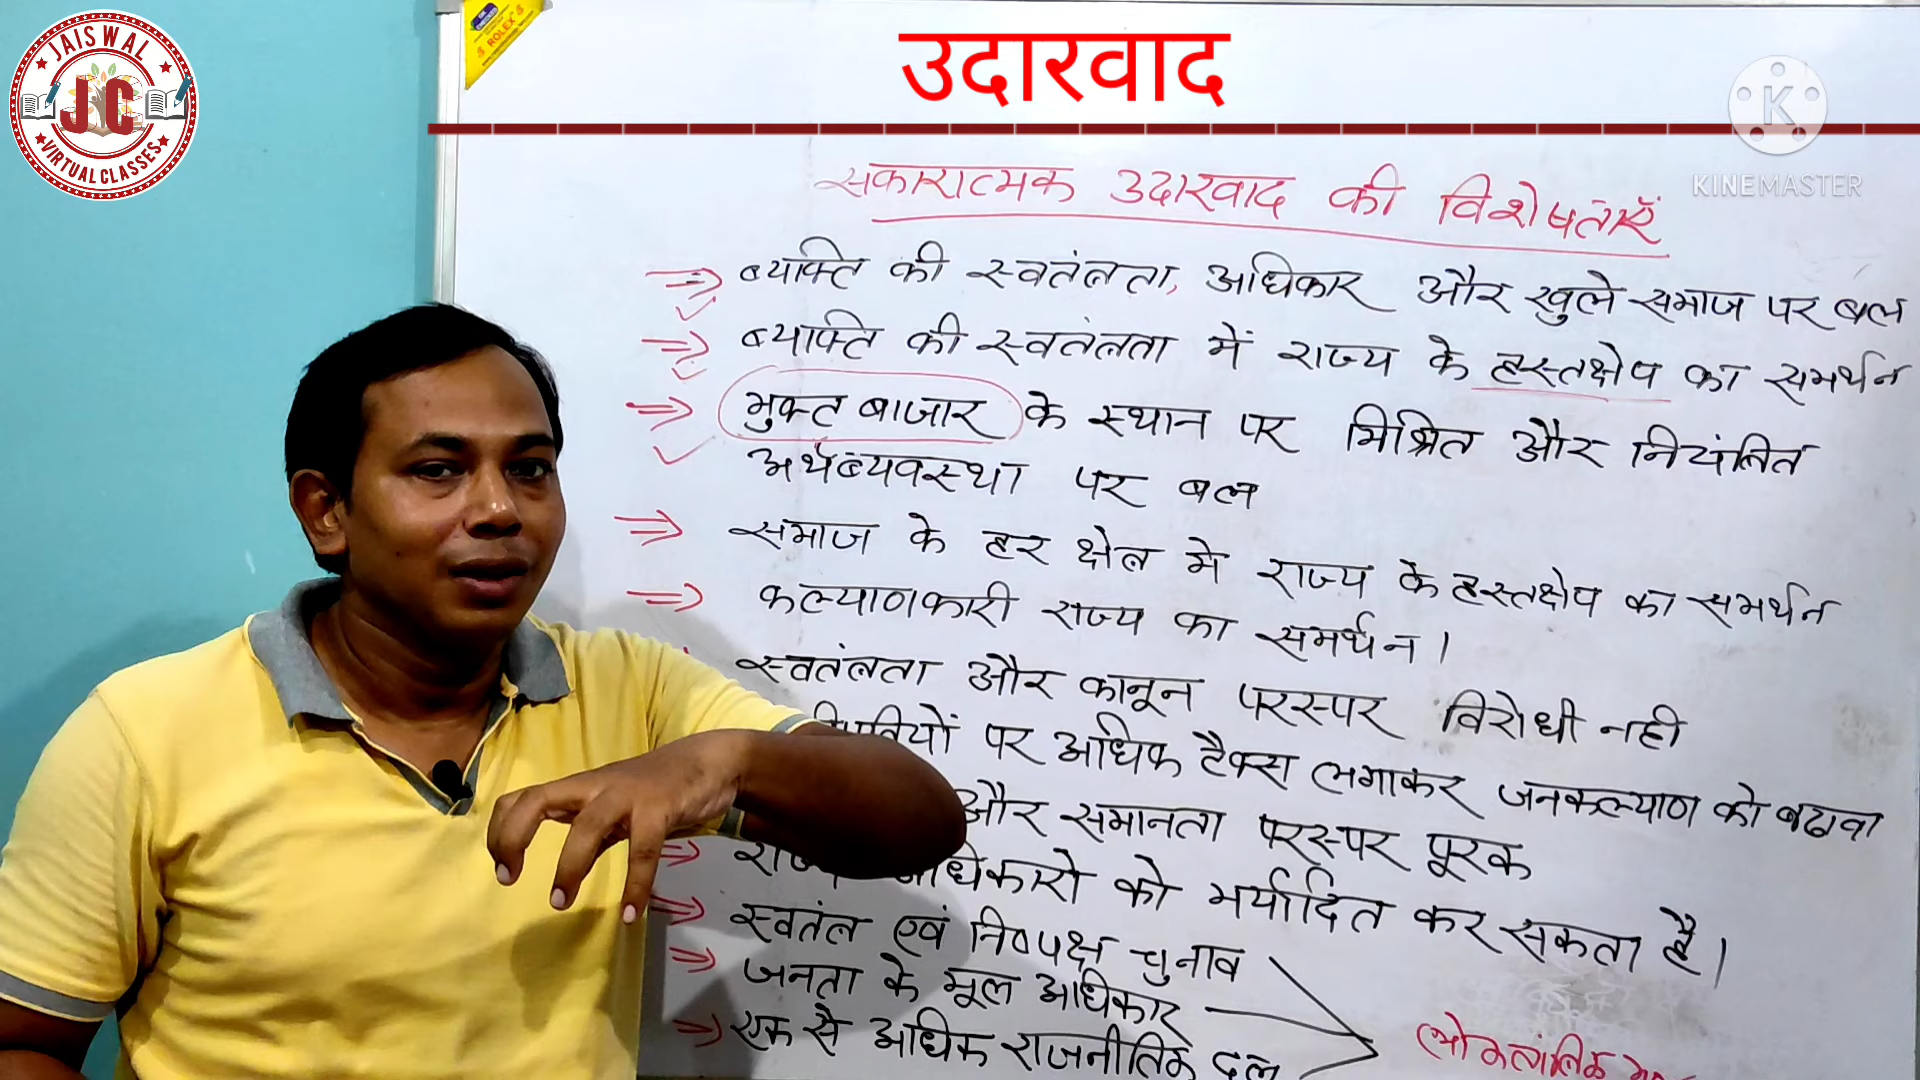 JAISWAL
JC
VIRTUAL CLASSES
ROLEX
उदारवाद
K
KINEMASTER
सकारात्मक उदारवाद की विशेषताएँ
व्यक्ति की स्वतंत्रता, अधिकार और खुले समाज पर बल
व्यक्ति की स्वतंत्रता में राज्य के हस्तक्षेप का समर्थन
मुक्त बाजार के स्थान पर मिश्रित और नियंत्रित
अर्थव्यवस्था पर बल
समाज के हर क्षेत्र मे राज्य के हस्तक्षेप का समर्थन
कल्याणकारी राज्य का समर्थन।
स्वतंत्रता और कानून परस्पर विरोधी नही
पर अधिक टैक्स लगाकर जनकल्याण को बढावा
और समानता परस्पर पूरक
अधिकारो को मर्यादित कर सकता है।
स्वतंत्र एवं निष्पक्ष चुनाव
जनता के मूल अधिकार
एक से अधिक राजनीतिक दल
लोकतांत्रिक